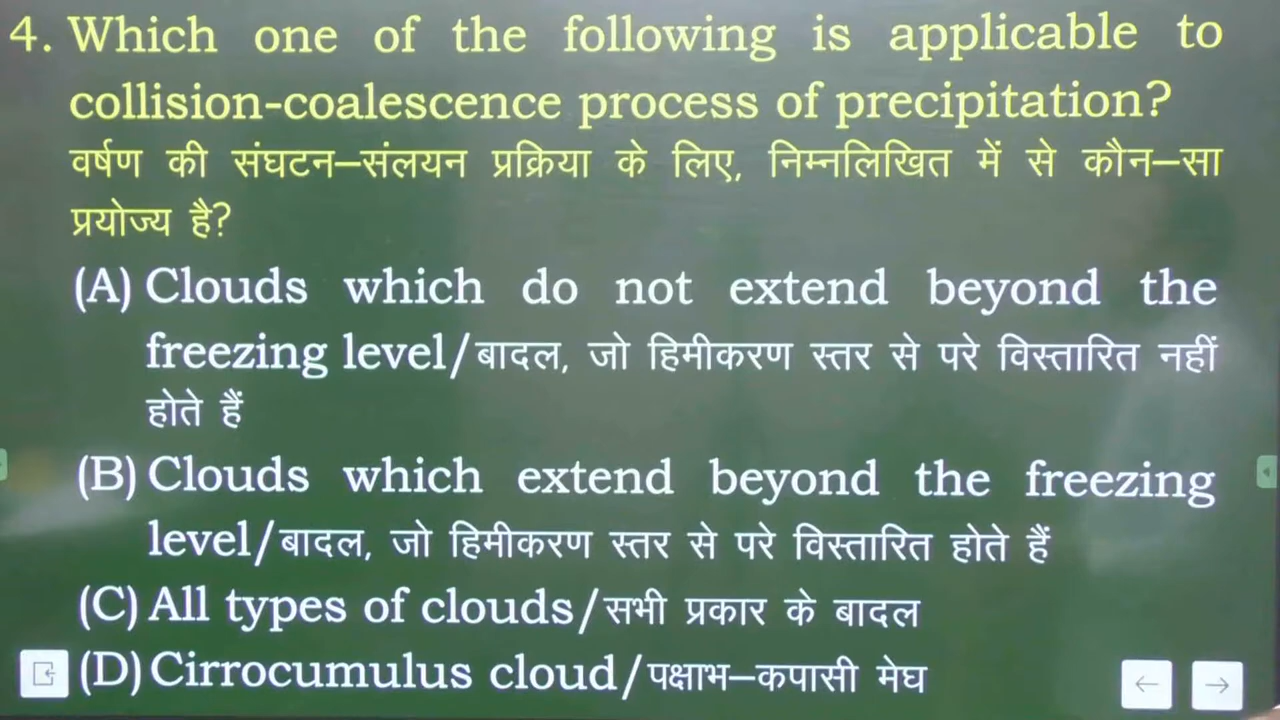 4. Which one of the following is applicable to
collision-coalescence process of precipitation?
वर्षण की संघटन–संलयन प्रक्रिया के लिए, निम्नलिखित में से कौन–सा
प्रयोज्य है?
(A) Clouds which do not extend beyond the
freezing level/बादल, जो हिमीकरण स्तर से परे विस्तारित नहीं
होते हैं
(B) Clouds which extend beyond the freezing
level/बादल, जो हिमीकरण स्तर से परे विस्तारित होते हैं
(C) All types of clouds/सभी प्रकार के बादल
(D) Cirrocumulus cloud/पक्षाभ–कपासी मेघ